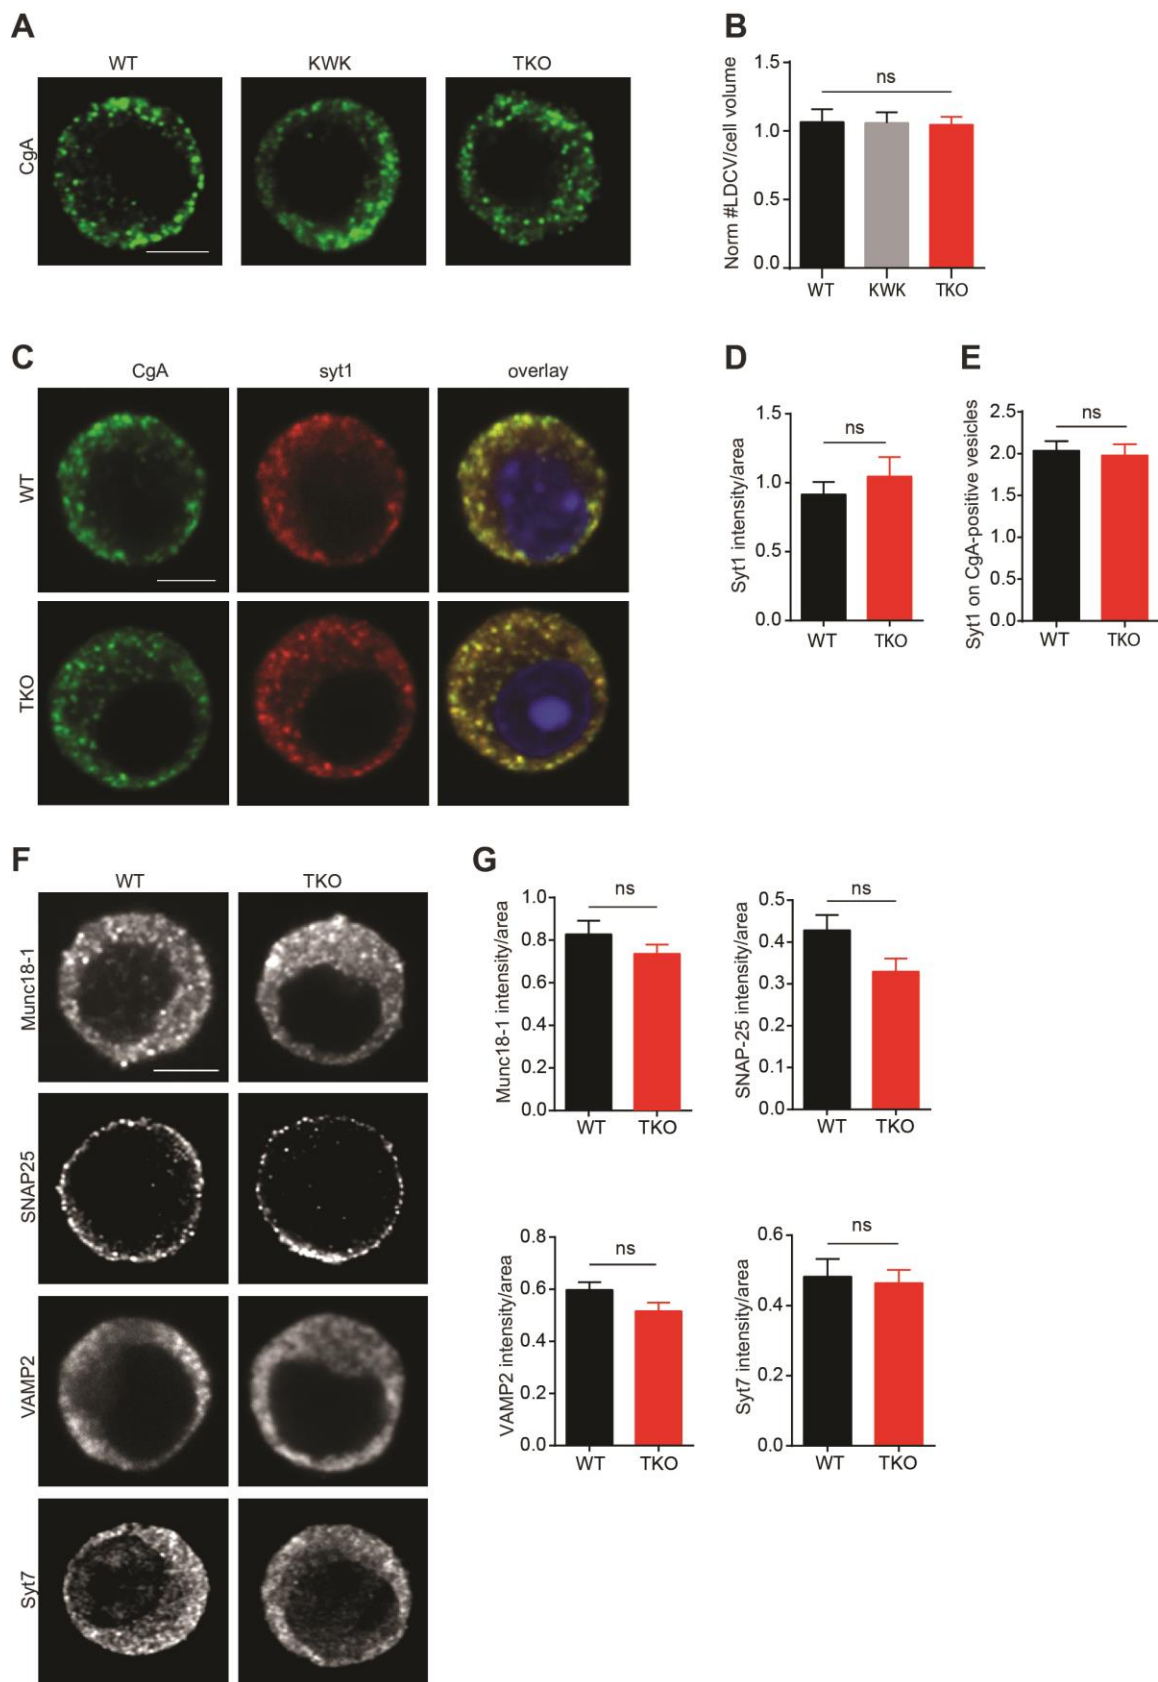 A
WT
KWK
TKO
CgA
B
Norm #LDCV/cell volume
1.5
1.0
0.5
0.0
ns
WT
KWK
TKO
C
CgA
syt1
overlay
WT
TKO
D
Syt1 intensity/area
1.5
1.0
0.5
0.0
ns
WT
TKO
E
Syt1 on CgA-positive vesicles
2.5
2.0
1.5
1.0
0.5
0.0
ns
WT
TKO
F
WT
TKO
Munc18-1
SNAP25
VAMP2
Syt7
G
Munc18-1 intensity/area
1.0
0.8
0.6
0.4
0.2
0.0
ns
WT
TKO
SNAP-25 intensity/area
0.5
0.4
0.3
0.2
0.1
0.0
ns
WT
TKO
VAMP2 intensity/area
0.8
0.6
0.4
0.2
0.0
ns
WT
TKO
Syt7 intensity/area
0.6
0.4
0.2
0.0
ns
WT
TKO